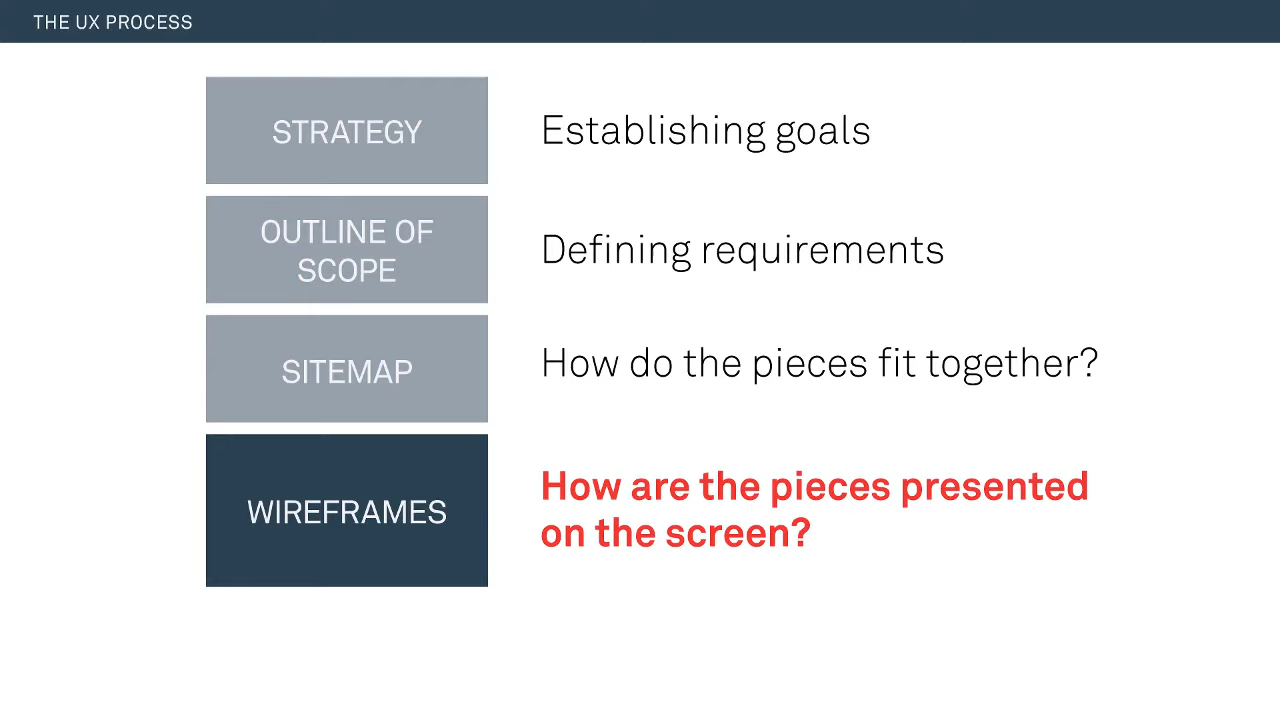 THE UX PROCESS
STRATEGY
Establishing goals
OUTLINE OF
SCOPE
Defining requirements
SITEMAP
How do the pieces fit together?
WIREFRAMES
How are the pieces presented
on the screen?